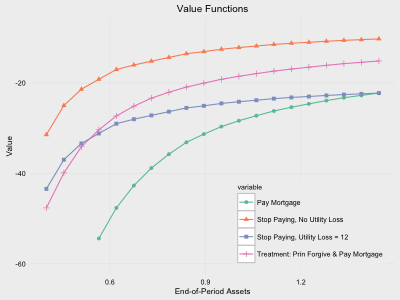 Value Functions
Value
-20
-40
-60
0.6
0.9
1.2
End-of-Period Assets
variable
Pay Mortgage
Stop Paying, No Utility Loss
Stop Paying, Utility Loss = 12
Treatment: Prin Forgive & Pay Mortgage